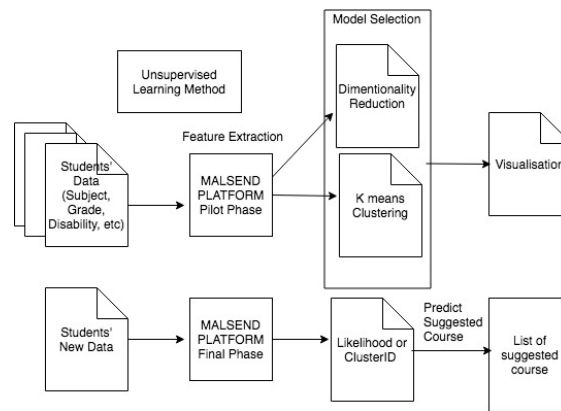 Model Selection
Unsupervised
Learning Method
Dimentionality
Reduction
Feature Extraction
Students'
Data
(Subject,
Grade,
Disability, etc)
MALSEND
PLATFORM
Pilot Phase
K means
Clustering
Visualisation
Students'
New Data
MALSEND
PLATFORM
Final Phase
Likelihood or
ClusterID
Predict
Suggested
Course
List of
suggested
course